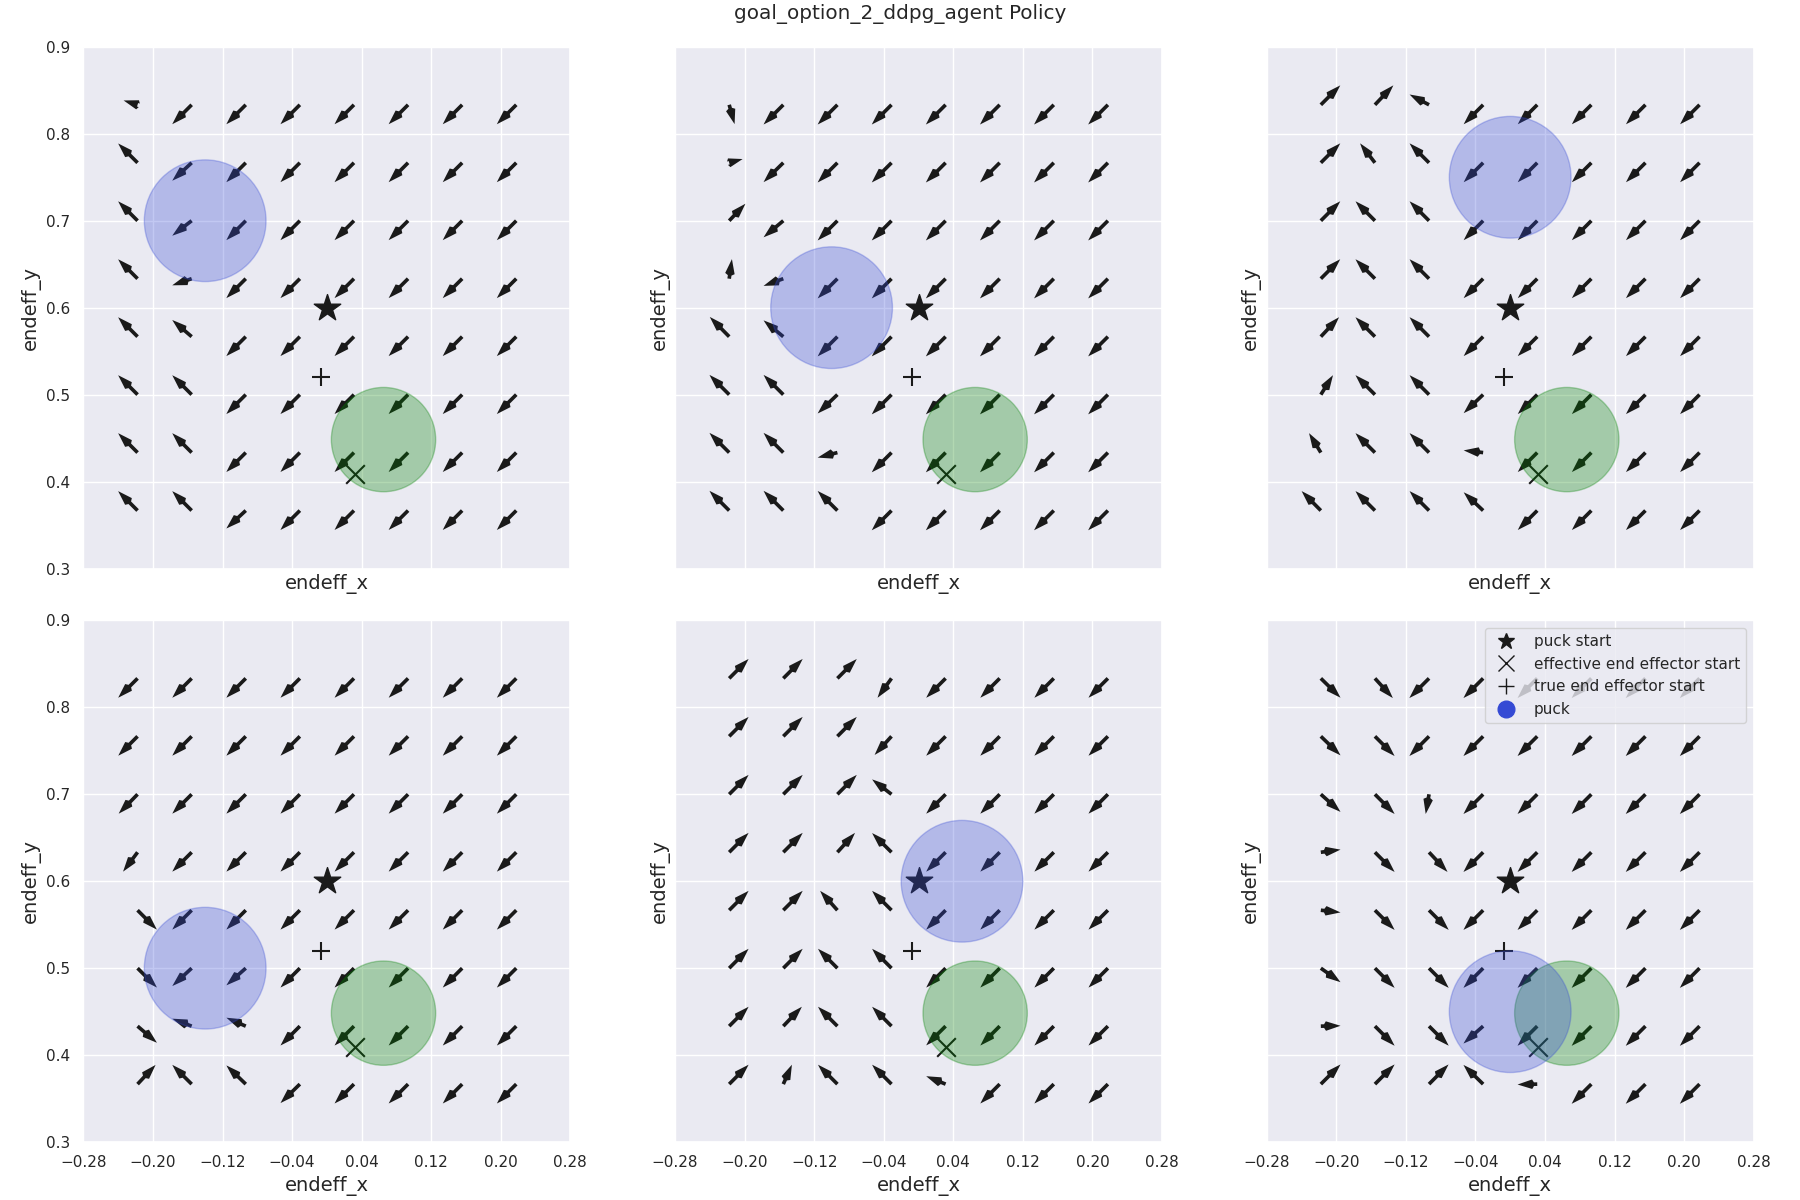 goal_option_2_ddpg_agent Policy
0.9
0.8
0.7
0.6
0.5
0.4
0.3
endeff_y
endeff_x
endeff_y
endeff_x
endeff_y
endeff_x
0.9
0.8
0.7
0.6
0.5
0.4
0.3
endeff_y
−0.28 −0.20 −0.12 −0.04 0.04 0.12 0.20 0.28
endeff_x
endeff_y
−0.28 −0.20 −0.12 −0.04 0.04 0.12 0.20 0.28
endeff_x
puck start
effective end effector start
true end effector start
puck
endeff_y
−0.28 −0.20 −0.12 −0.04 0.04 0.12 0.20 0.28
endeff_x